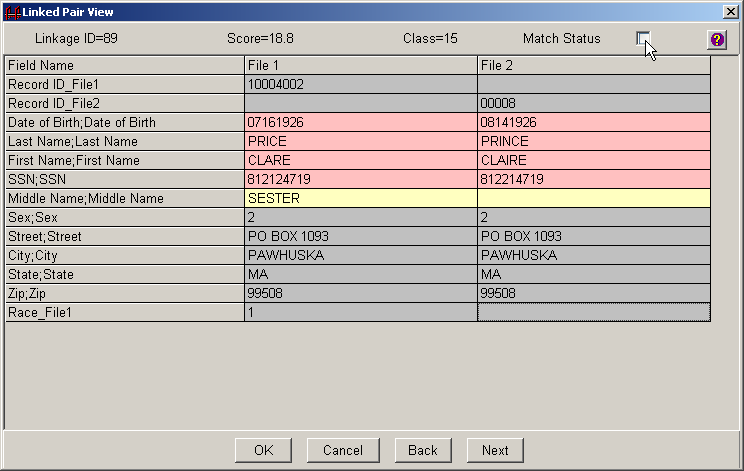 Linked Pair View
Linkage ID=89 Score=18.8 Class=15 Match Status ?
Field Name File 1 File 2
Record ID_File1 10004002
Record ID_File2 00008
Date of Birth;Date of Birth 07161926 08141926
Last Name;Last Name PRICE PRINCE
First Name;First Name CLARE CLAIRE
SSN;SSN 812124719 812214719
Middle Name;Middle Name SESTER
Sex;Sex 2 2
Street;Street PO BOX 1093 PO BOX 1093
City;City PAWHUSKA PAWHUSKA
State;State MA MA
Zip;Zip 99508 99508
Race_File1 1
OK Cancel Back Next